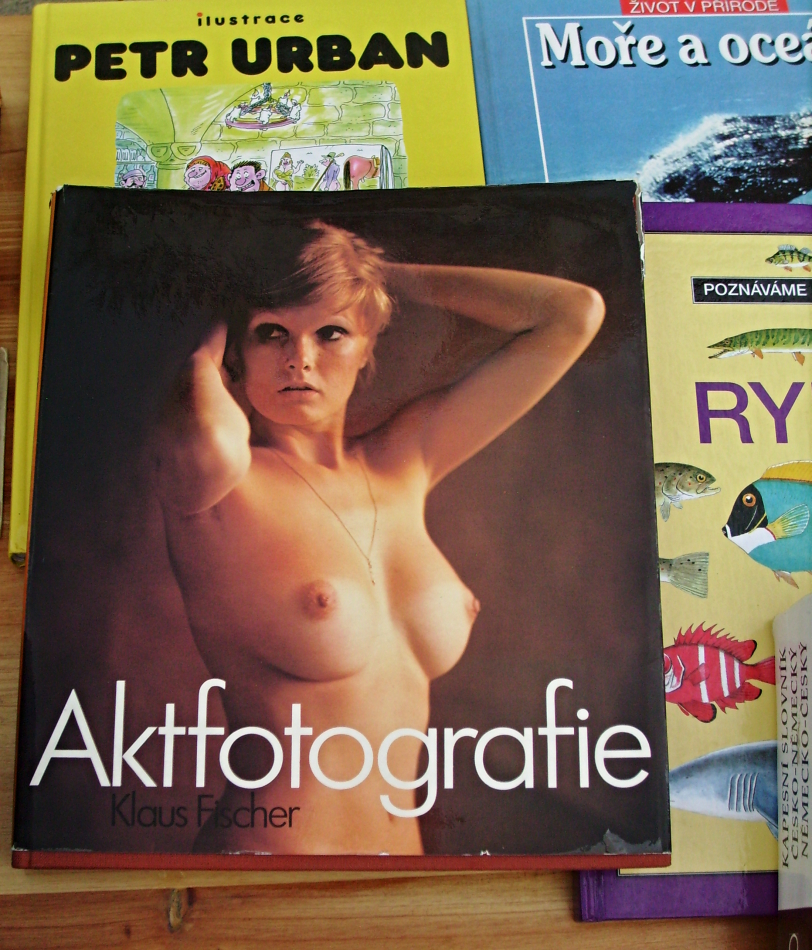 ilustrace
PETR URBAN
ŽIVOT V PŘÍRODĚ
Moře a oceá
POZNÁVÁME
RY
Aktfotografie
Klaus Fischer
KAPESNÍ SLOVNÍK
ČESKO-NĚMECKÝ
NĚMECKO-ČESKÝ